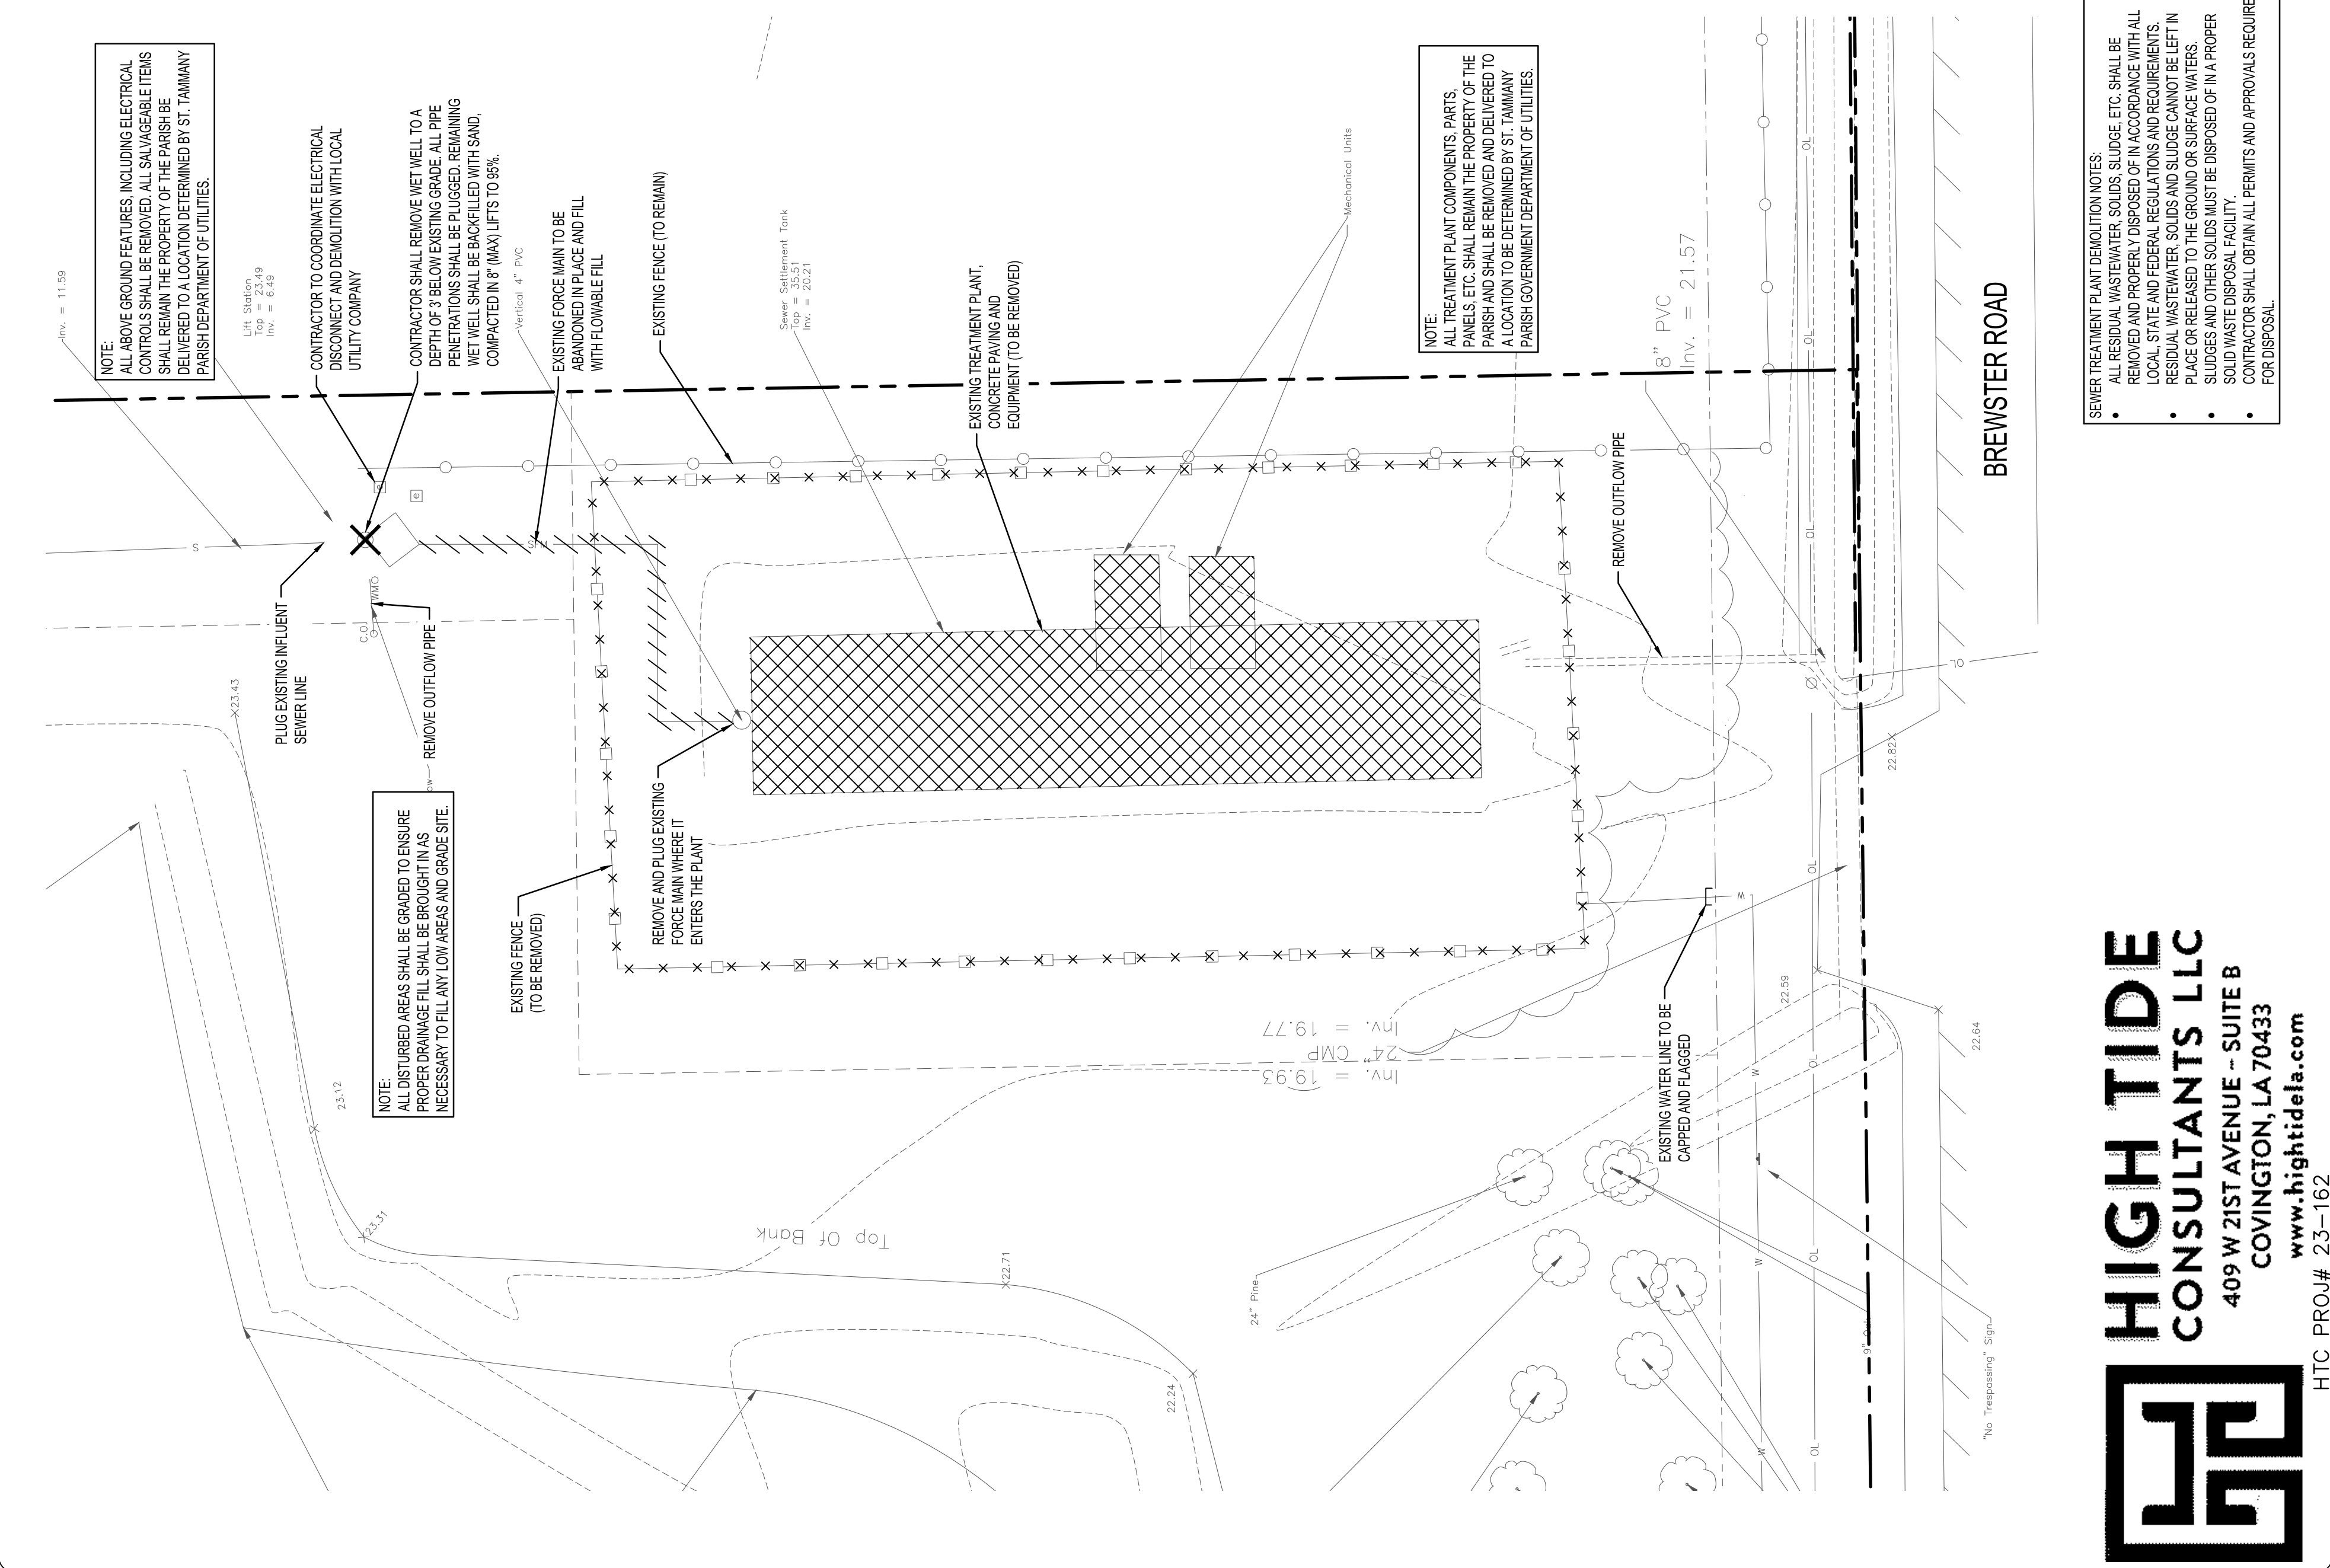 Inv. = 11.59
NOTE:
ALL ABOVE GROUND FEATURES, INCLUDING ELECTRICAL
CONTROLS SHALL BE REMOVED. ALL SALVAGEABLE ITEMS
SHALL REMAIN THE PROPERTY OF THE PARISH BE
DELIVERED TO A LOCATION DETERMINED BY ST. TAMMANY
PARISH DEPARTMENT OF UTILITIES.
Lift Station
Top = 23.49
Inv. = 6.49
CONTRACTOR TO COORDINATE ELECTRICAL
DISCONNECT AND DEMOLITION WITH LOCAL
UTILITY COMPANY
CONTRACTOR SHALL REMOVE WET WELL TO A
DEPTH OF 3' BELOW EXISTING GRADE. ALL PIPE
PENETRATIONS SHALL BE PLUGGED. REMAINING
WET WELL SHALL BE BACKFILLED WITH SAND,
COMPACTED IN 8" (MAX) LIFTS TO 95%.
Vertical 4" PVC
EXISTING FORCE MAIN TO BE
ABANDONED IN PLACE AND FILL
WITH FLOWABLE FILL
EXISTING FENCE (TO REMAIN)
Sewer Settlement Tank
Top = 35.51
Inv. = 20.21
EXISTING TREATMENT PLANT,
CONCRETE PAVING AND
EQUIPMENT (TO BE REMOVED)
Mechanical Units
NOTE:
ALL TREATMENT PLANT COMPONENTS, PARTS,
PANELS, ETC. SHALL REMAIN THE PROPERTY OF THE
PARISH AND SHALL BE REMOVED AND DELIVERED TO
A LOCATION TO BE DETERMINED BY ST. TAMMANY
PARISH GOVERNMENT DEPARTMENT OF UTILITIES.
8" PVC
Inv. = 21.57
REMOVE OUTFLOW PIPE
BREWSTER ROAD
SEWER TREATMENT PLANT DEMOLITION NOTES:
• ALL RESIDUAL WASTEWATER, SOLIDS, SLUDGE, ETC. SHALL BE
REMOVED AND PROPERLY DISPOSED OF IN ACCORDANCE WITH ALL
LOCAL, STATE AND FEDERAL REGULATIONS AND REQUIREMENTS.
• RESIDUAL WASTEWATER, SOLIDS AND SLUDGE CANNOT BE LEFT IN
PLACE OR RELEASED TO THE GROUND OR SURFACE WATERS.
• SLUDGES AND OTHER SOLIDS MUST BE DISPOSED OF IN A PROPER
SOLID WASTE DISPOSAL FACILITY.
• CONTRACTOR SHALL OBTAIN ALL PERMITS AND APPROVALS REQUIRE
FOR DISPOSAL.
S
e
e
SFM
WM
C.O.
PLUG EXISTING INFLUENT
SEWER LINE
REMOVE OUTFLOW PIPE
23.43
NOTE:
ALL DISTURBED AREAS SHALL BE GRADED TO ENSURE
PROPER DRAINAGE FILL SHALL BE BROUGHT IN AS
NECESSARY TO FILL ANY LOW AREAS AND GRADE SITE.
EXISTING FENCE
(TO BE REMOVED)
REMOVE AND PLUG EXISTING
FORCE MAIN WHERE IT
ENTERS THE PLANT
Inv. = 19.77
24" CMP
Inv. = 19.93
EXISTING WATER LINE TO BE
CAPPED AND FLAGGED
23.12
23.31
Top Of Bank
22.71
22.24
24" Pine
22.82
22.59
22.64
9" Oak
"No Trespassing" Sign
OL
OL
OL
OL
OL
OL
OL
OL
W
W
W
W
HIGH TIDE
CONSULTANTS LLC
409 W 21ST AVENUE - SUITE B
COVINGTON, LA 70433
www.hightidela.com
HTC PROJ# 23-162